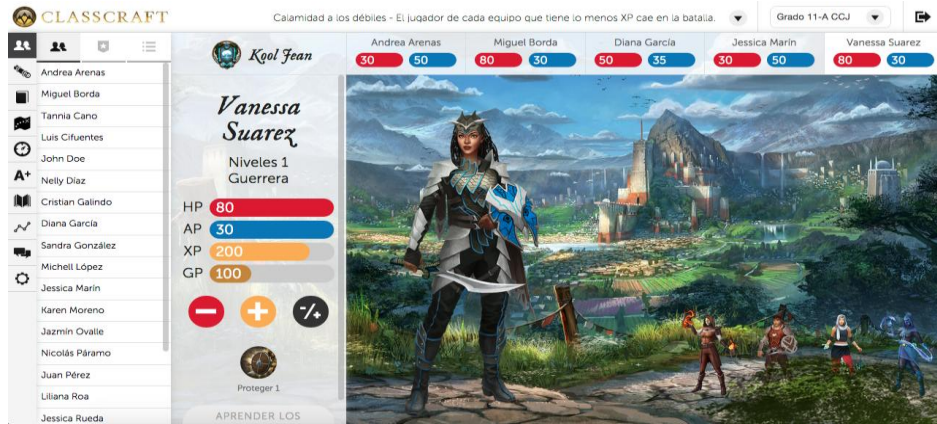 CLASSCRAFT
Calamidad a los débiles - El jugador de cada equipo que tiene lo menos XP cae en la batalla.
Grado 11-A CCJ
Kool Jean
Andrea Arenas
30 50
Miguel Borda
80 30
Diana García
50 35
Jessica Marín
30 50
Vanessa Suarez
80 30
A+
Andrea Arenas
Miguel Borda
Tannia Cano
Luis Cifuentes
John Doe
Nelly Díaz
Cristian Galindo
Diana García
Sandra González
Michell López
Jessica Marín
Karen Moreno
Jazmín Ovalle
Nicolás Páramo
Juan Pérez
Liliana Roa
Jessica Rueda
Vanessa
Suarez
Niveles 1
Guerrera
HP 80
AP 30
XP 200
GP 100
-/+
Proteger 1
APRENDER LOS